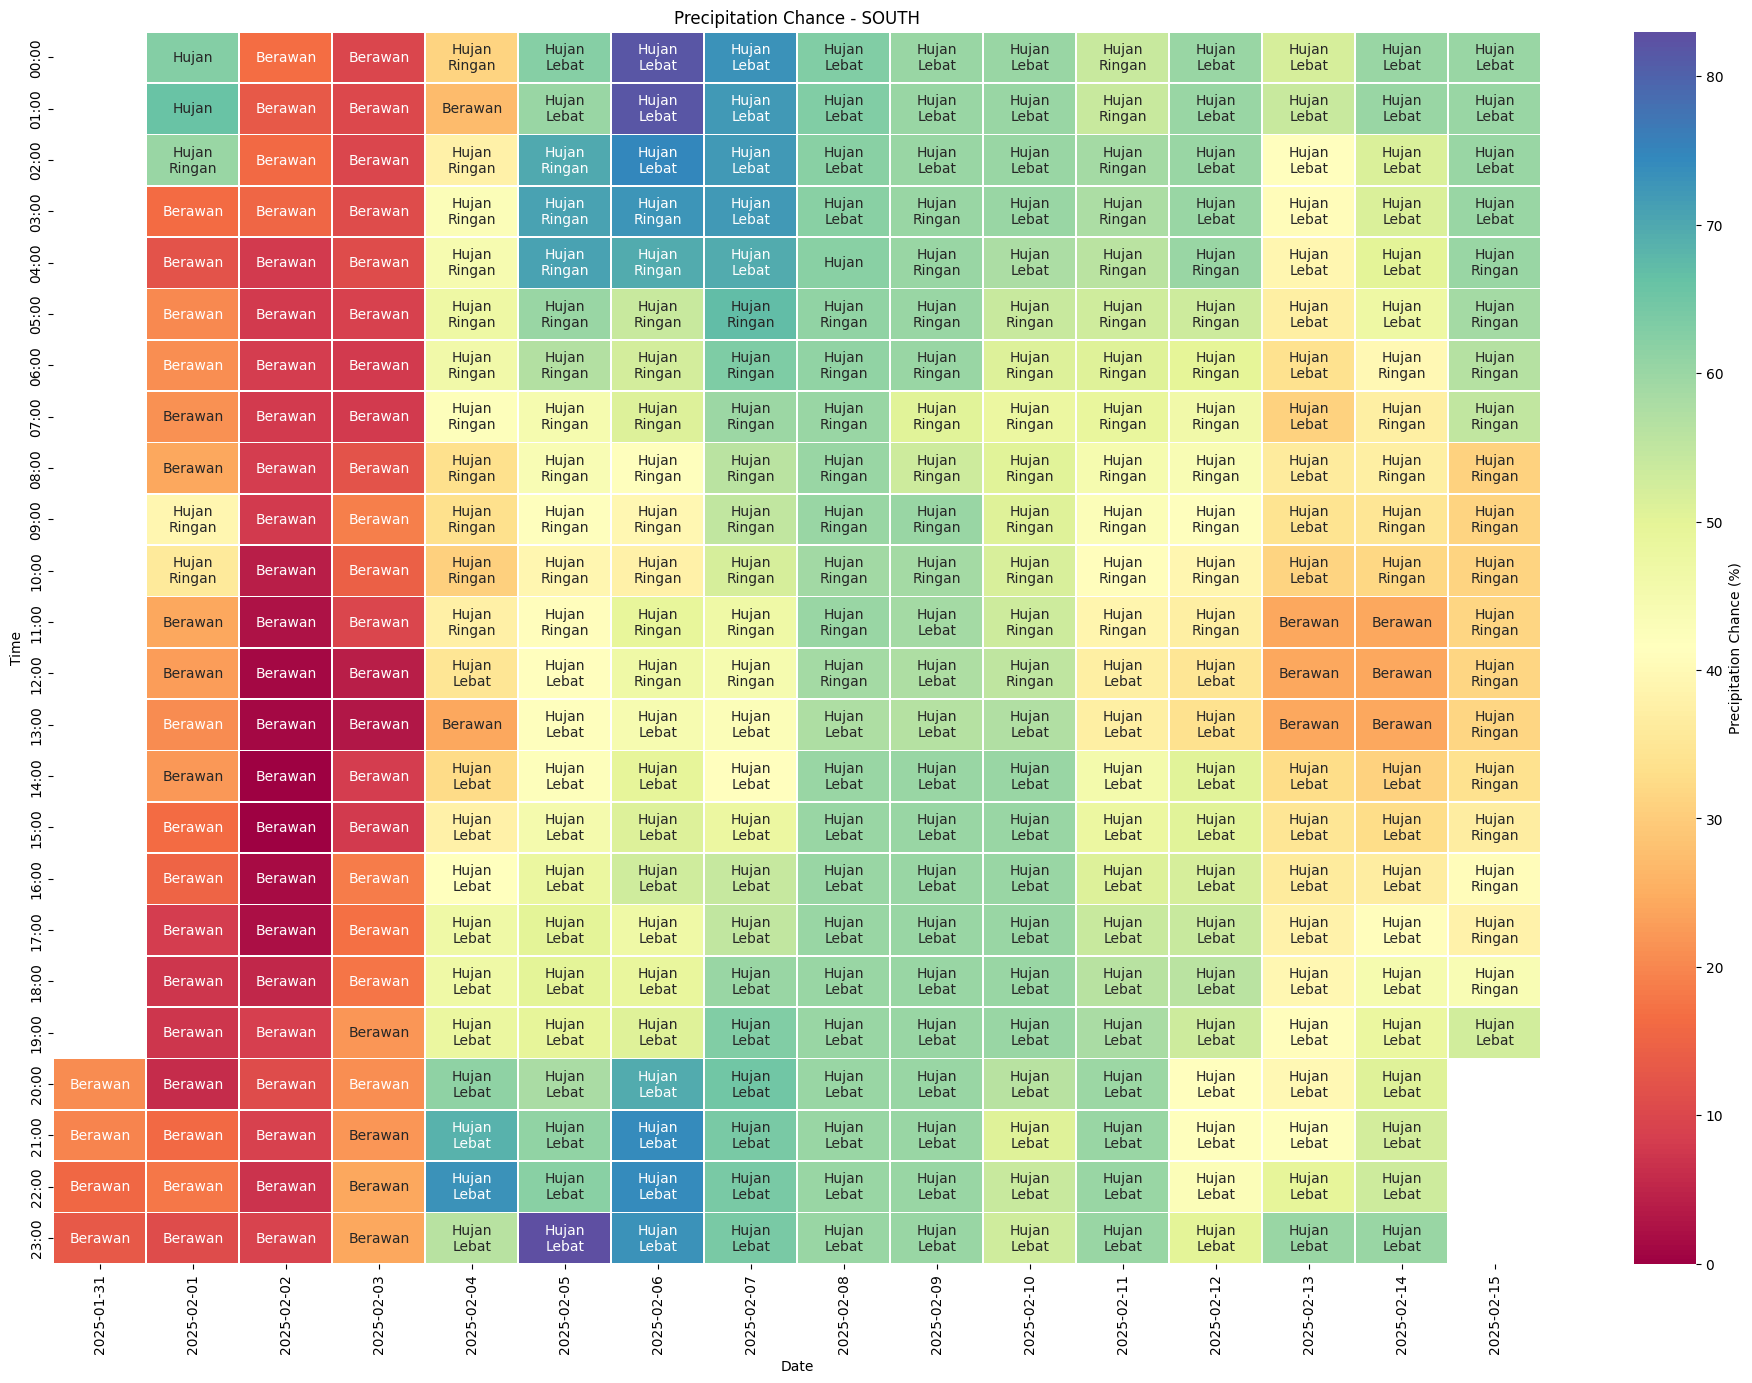 Precipitation Chance - SOUTH
Time
00:00 Hujan Berawan Berawan Hujan Ringan Hujan Lebat Hujan Lebat Hujan Lebat Hujan Lebat Hujan Lebat Hujan Lebat Hujan Ringan Hujan Lebat Hujan Lebat Hujan Lebat Hujan Lebat
01:00 Hujan Berawan Berawan Berawan Hujan Lebat Hujan Lebat Hujan Lebat Hujan Lebat Hujan Lebat Hujan Lebat Hujan Ringan Hujan Lebat Hujan Lebat Hujan Lebat Hujan Lebat
02:00 Hujan Ringan Berawan Berawan Hujan Ringan Hujan Ringan Hujan Lebat Hujan Lebat Hujan Lebat Hujan Lebat Hujan Lebat Hujan Ringan Hujan Lebat Hujan Lebat Hujan Lebat Hujan Lebat
03:00 Berawan Berawan Berawan Hujan Ringan Hujan Ringan Hujan Ringan Hujan Lebat Hujan Lebat Hujan Ringan Hujan Lebat Hujan Ringan Hujan Lebat Hujan Lebat Hujan Lebat Hujan Lebat
04:00 Berawan Berawan Berawan Hujan Ringan Hujan Ringan Hujan Ringan Hujan Lebat Hujan Hujan Ringan Hujan Lebat Hujan Ringan Hujan Ringan Hujan Lebat Hujan Lebat Hujan Ringan
05:00 Berawan Berawan Berawan Hujan Ringan Hujan Ringan Hujan Ringan Hujan Ringan Hujan Ringan Hujan Ringan Hujan Ringan Hujan Ringan Hujan Ringan Hujan Lebat Hujan Lebat Hujan Ringan
06:00 Berawan Berawan Berawan Hujan Ringan Hujan Ringan Hujan Ringan Hujan Ringan Hujan Ringan Hujan Ringan Hujan Ringan Hujan Ringan Hujan Ringan Hujan Lebat Hujan Ringan Hujan Ringan
07:00 Berawan Berawan Berawan Hujan Ringan Hujan Ringan Hujan Ringan Hujan Ringan Hujan Ringan Hujan Ringan Hujan Ringan Hujan Ringan Hujan Ringan Hujan Lebat Hujan Ringan Hujan Ringan
08:00 Berawan Berawan Berawan Hujan Ringan Hujan Ringan Hujan Ringan Hujan Ringan Hujan Ringan Hujan Ringan Hujan Ringan Hujan Ringan Hujan Ringan Hujan Lebat Hujan Ringan Hujan Ringan
09:00 Hujan Ringan Berawan Berawan Hujan Ringan Hujan Ringan Hujan Ringan Hujan Ringan Hujan Ringan Hujan Ringan Hujan Ringan Hujan Ringan Hujan Ringan Hujan Lebat Hujan Ringan Hujan Ringan
10:00 Hujan Ringan Berawan Berawan Hujan Ringan Hujan Ringan Hujan Ringan Hujan Ringan Hujan Ringan Hujan Ringan Hujan Ringan Hujan Ringan Hujan Ringan Hujan Lebat Hujan Ringan Hujan Ringan
11:00 Berawan Berawan Berawan Hujan Ringan Hujan Ringan Hujan Ringan Hujan Ringan Hujan Ringan Hujan Lebat Hujan Ringan Hujan Ringan Hujan Ringan Berawan Berawan Hujan Ringan
12:00 Berawan Berawan Berawan Hujan Lebat Hujan Lebat Hujan Ringan Hujan Ringan Hujan Ringan Hujan Lebat Hujan Ringan Hujan Lebat Hujan Lebat Berawan Berawan Hujan Ringan
13:00 Berawan Berawan Berawan Berawan Hujan Lebat Hujan Lebat Hujan Lebat Hujan Lebat Hujan Lebat Hujan Lebat Hujan Lebat Hujan Lebat Berawan Berawan Hujan Ringan
14:00 Berawan Berawan Berawan Hujan Lebat Hujan Lebat Hujan Lebat Hujan Lebat Hujan Lebat Hujan Lebat Hujan Lebat Hujan Lebat Hujan Lebat Hujan Lebat Hujan Lebat Hujan Ringan
15:00 Berawan Berawan Berawan Hujan Lebat Hujan Lebat Hujan Lebat Hujan Lebat Hujan Lebat Hujan Lebat Hujan Lebat Hujan Lebat Hujan Lebat Hujan Lebat Hujan Lebat Hujan Ringan
16:00 Berawan Berawan Berawan Hujan Lebat Hujan Lebat Hujan Lebat Hujan Lebat Hujan Lebat Hujan Lebat Hujan Lebat Hujan Lebat Hujan Lebat Hujan Lebat Hujan Lebat Hujan Ringan
17:00 Berawan Berawan Berawan Hujan Lebat Hujan Lebat Hujan Lebat Hujan Lebat Hujan Lebat Hujan Lebat Hujan Lebat Hujan Lebat Hujan Lebat Hujan Lebat Hujan Lebat Hujan Ringan
18:00 Berawan Berawan Berawan Hujan Lebat Hujan Lebat Hujan Lebat Hujan Lebat Hujan Lebat Hujan Lebat Hujan Lebat Hujan Lebat Hujan Lebat Hujan Lebat Hujan Lebat Hujan Ringan
19:00 Berawan Berawan Berawan Hujan Lebat Hujan Lebat Hujan Lebat Hujan Lebat Hujan Lebat Hujan Lebat Hujan Lebat Hujan Lebat Hujan Lebat Hujan Lebat Hujan Lebat Hujan Lebat
20:00 Berawan Berawan Berawan Berawan Hujan Lebat Hujan Lebat Hujan Lebat Hujan Lebat Hujan Lebat Hujan Lebat Hujan Lebat Hujan Lebat Hujan Lebat Hujan Lebat Hujan Lebat
21:00 Berawan Berawan Berawan Berawan Hujan Lebat Hujan Lebat Hujan Lebat Hujan Lebat Hujan Lebat Hujan Lebat Hujan Lebat Hujan Lebat Hujan Lebat Hujan Lebat Hujan Lebat
22:00 Berawan Berawan Berawan Berawan Hujan Lebat Hujan Lebat Hujan Lebat Hujan Lebat Hujan Lebat Hujan Lebat Hujan Lebat Hujan Lebat Hujan Lebat Hujan Lebat Hujan Lebat
23:00 Berawan Berawan Berawan Berawan Hujan Lebat Hujan Lebat Hujan Lebat Hujan Lebat Hujan Lebat Hujan Lebat Hujan Lebat Hujan Lebat Hujan Lebat Hujan Lebat Hujan Lebat
2025-01-31 2025-02-01 2025-02-02 2025-02-03 2025-02-04 2025-02-05 2025-02-06 2025-02-07 2025-02-08 2025-02-09 2025-02-10 2025-02-11 2025-02-12 2025-02-13 2025-02-14 2025-02-15
Date
80
70
60
50
40
30
20
10
0
Precipitation Chance (%)